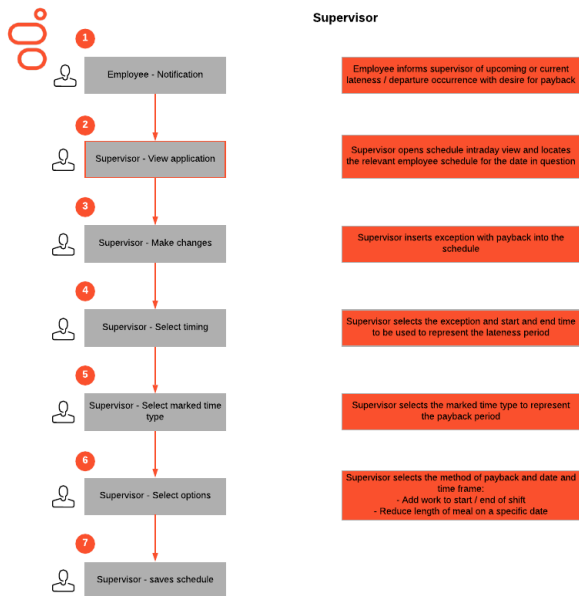 Supervisor
1
Employee - Notification
Employee informs supervisor of upcoming or current
lateness / departure occurrence with desire for payback
2
Supervisor - View application
Supervisor opens schedule intraday view and locates
the relevant employee schedule for the date in question
3
Supervisor - Make changes
Supervisor inserts exception with payback into the
schedule
4
Supervisor - Select timing
Supervisor selects the exception and start and end time
to be used to represent the lateness period
5
Supervisor - Select marked time
type
Supervisor selects the marked time type to represent
the payback period
6
Supervisor - Select options
Supervisor selects the method of payback and date and
time frame:
- Add work to start / end of shift
- Reduce length of meal on a specific date
7
Supervisor - saves schedule